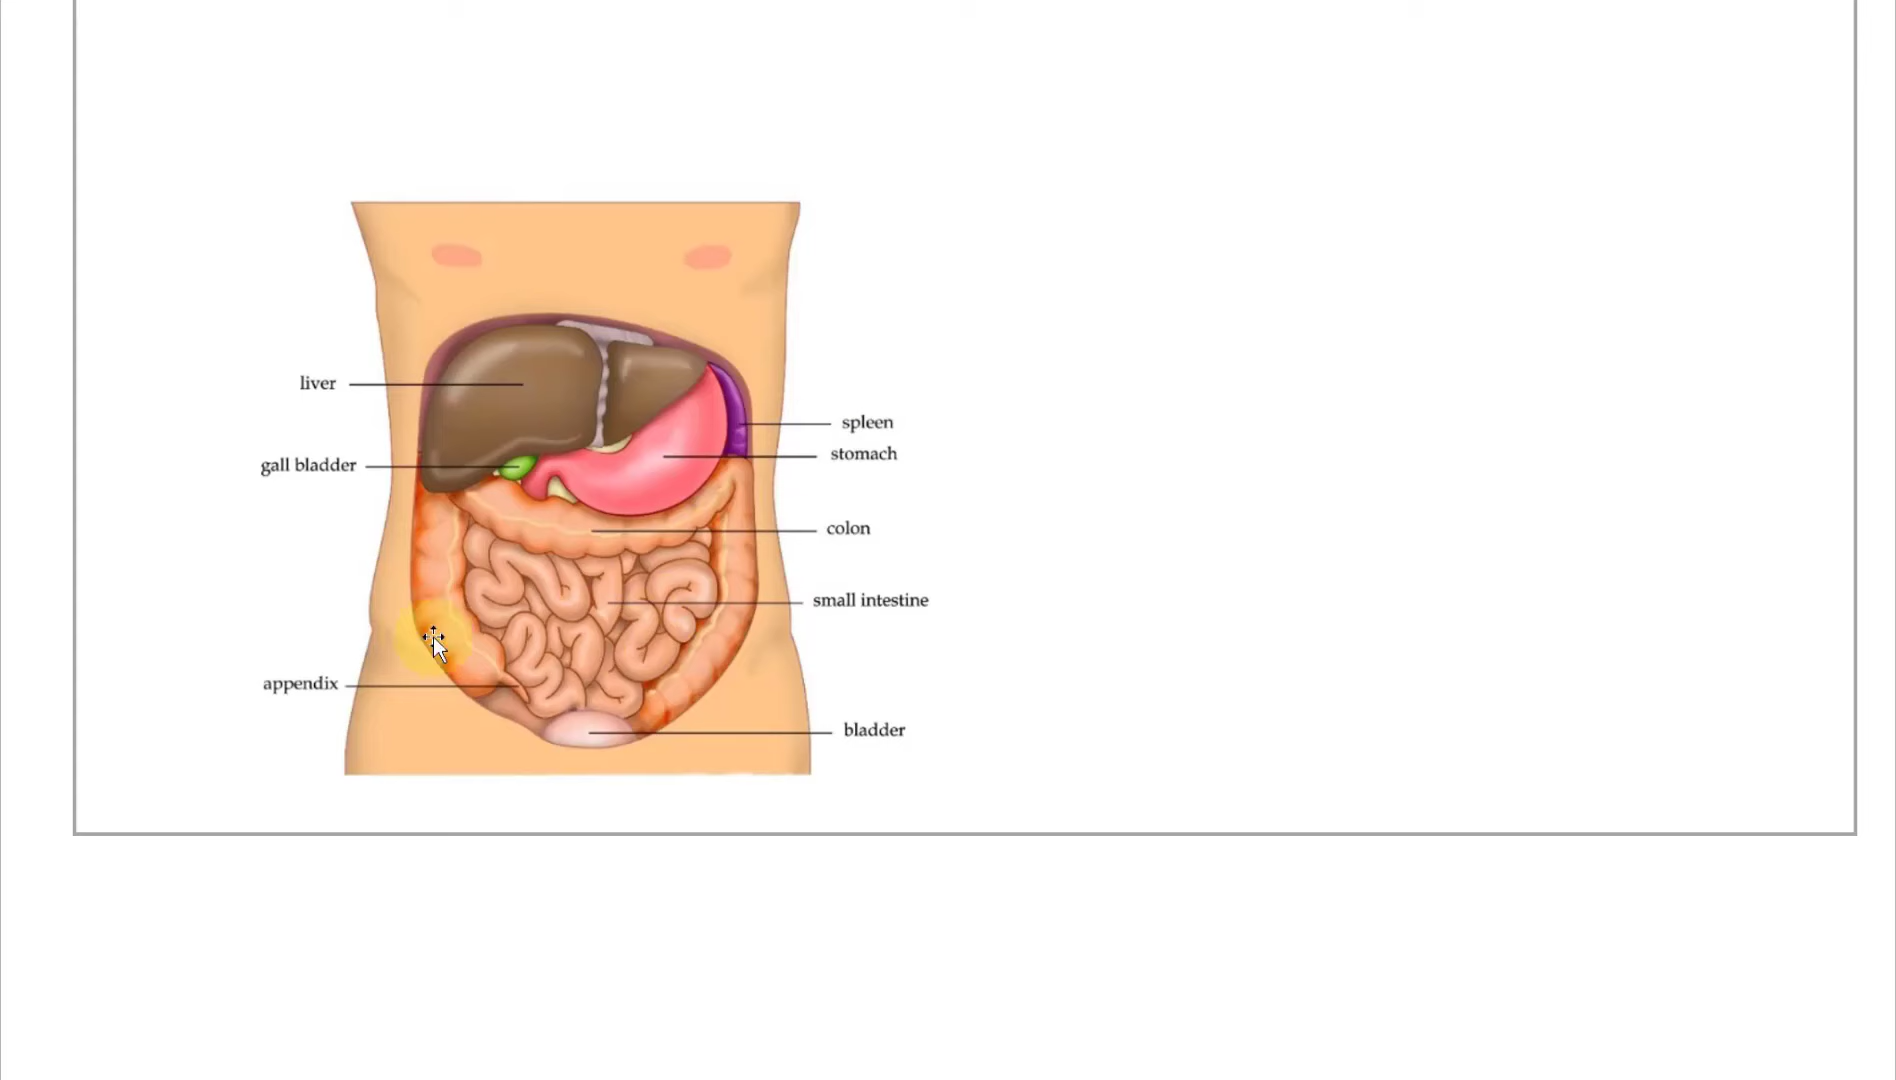 liver
spleen
stomach
gall bladder
colon
small intestine
appendix
bladder